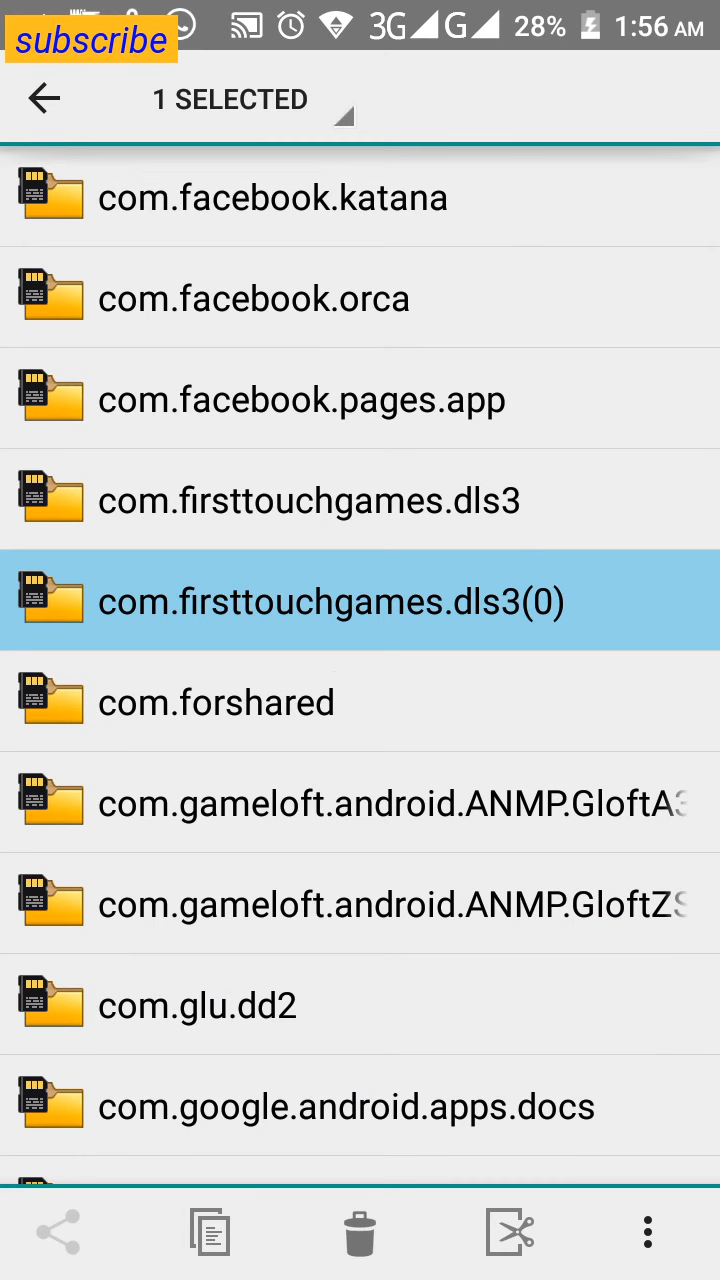 subscribe
3G G 28% 1:56 AM
1 SELECTED
com.facebook.katana
com.facebook.orca
com.facebook.pages.app
com.firsttouchgames.dls3
com.firsttouchgames.dls3(0)
com.forshared
com.gameloft.android.ANMP.GloftA3
com.gameloft.android.ANMP.GloftZS
com.glu.dd2
com.google.android.apps.docs